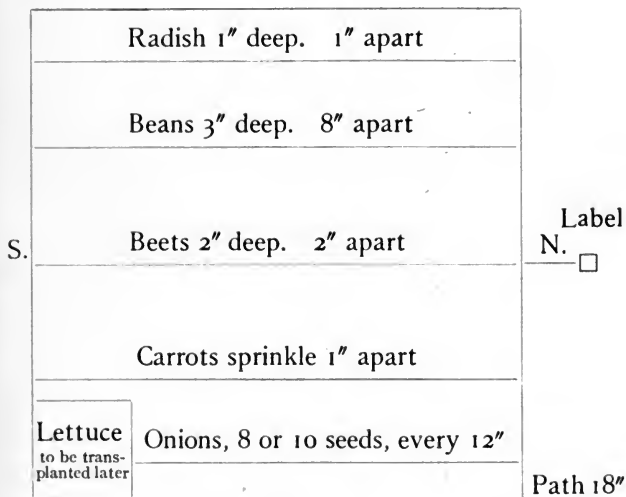 Radish 1″ deep. 1″ apart
Beans 3″ deep. 8″ apart
Label
S.
Beets 2″ deep. 2″ apart
N.
Carrots sprinkle 1″ apart
Lettuce
to be trans-
planted later
Onions, 8 or 10 seeds, every 12″
Path 18″